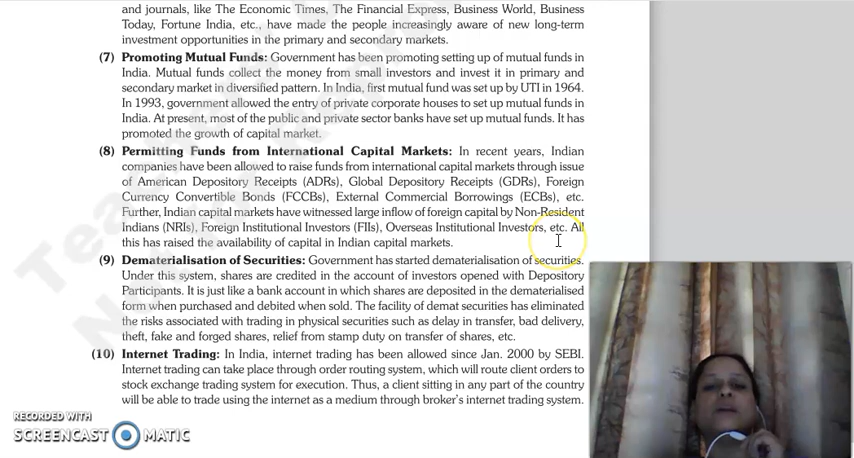 and journals, like The Economic Times, The Financial Express, Business World, Business
Today, Fortune India, etc., have made the people increasingly aware of new long-term
investment opportunities in the primary and secondary markets.
(7) Promoting Mutual Funds: Government has been promoting setting up of mutual funds in
India. Mutual funds collect the money from small investors and invest it in primary and
secondary market in diversified pattern. In India, first mutual fund was set up by UTI in 1964.
In 1993, government allowed the entry of private corporate houses to set up mutual funds in
India. At present, most of the public and private sector banks have set up mutual funds. It has
promoted the growth of capital market.
(8) Permitting Funds from International Capital Markets: In recent years, Indian
companies have been allowed to raise funds from international capital markets through issue
of American Depository Receipts (ADRs), Global Depository Receipts (GDRs), Foreign
Currency Convertible Bonds (FCCBs), External Commercial Borrowings (ECBs), etc.
Further, Indian capital markets have witnessed large inflow of foreign capital by Non-Resident
Indians (NRIs), Foreign Institutional Investors (FIIs), Overseas Institutional Investors, etc. All
this has raised the availability of capital in Indian capital markets.
(9) Dematerialisation of Securities: Government has started dematerialisation of securities.
Under this system, shares are credited in the account of investors opened with Depository
Participants. It is just like a bank account in which shares are deposited in the dematerialised
form when purchased and debited when sold. The facility of demat securities has eliminated
the risks associated with trading in physical securities such as delay in transfer, bad delivery,
theft, fake and forged shares, relief from stamp duty on transfer of shares, etc.
(10) Internet Trading: In India, internet trading has been allowed since Jan. 2000 by SEBI.
Internet trading can take place through order routing system, which will route client orders to
stock exchange trading system for execution. Thus, a client sitting in any part of the country
will be able to trade using the internet as a medium through broker's internet trading system.
RECORDED WITH
SCREENCAST MATIC